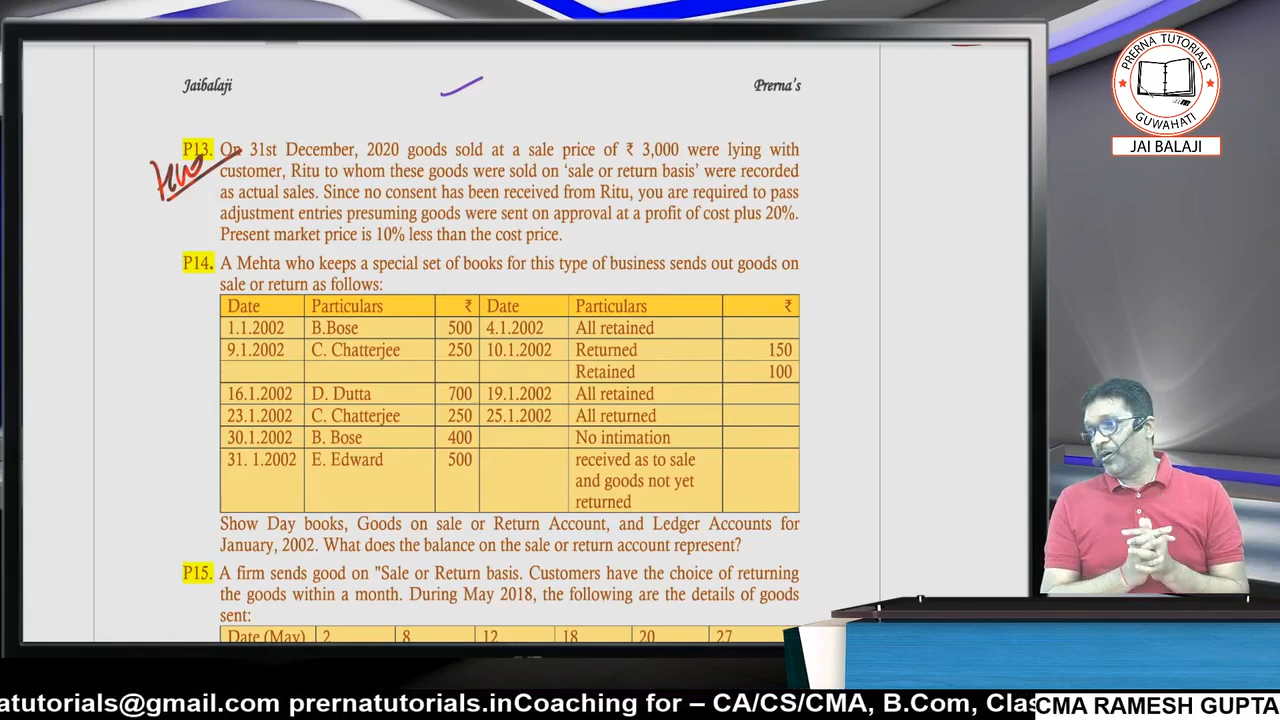 Jaibalaji
Prerna's
P13. On 31st December, 2020 goods sold at a sale price of ₹ 3,000 were lying with
customer, Ritu to whom these goods were sold on 'sale or return basis' were recorded
as actual sales. Since no consent has been received from Ritu, you are required to pass
adjustment entries presuming goods were sent on approval at a profit of cost plus 20%.
Present market price is 10% less than the cost price.
HW
P14. A Mehta who keeps a special set of books for this type of business sends out goods on
sale or return as follows:
Date Particulars ₹ Date Particulars ₹
1.1.2002 B.Bose 500 4.1.2002 All retained
9.1.2002 C. Chatterjee 250 10.1.2002 Returned 150
Retained 100
16.1.2002 D. Dutta 700 19.1.2002 All retained
23.1.2002 C. Chatterjee 250 25.1.2002 All returned
30.1.2002 B. Bose 400 No intimation
31. 1.2002 E. Edward 500 received as to sale
and goods not yet
returned
Show Day books, Goods on sale or Return Account, and Ledger Accounts for
January, 2002. What does the balance on the sale or return account represent?
P15. A firm sends good on "Sale or Return basis. Customers have the choice of returning
the goods within a month. During May 2018, the following are the details of goods
sent:
Date (May) 2 8 12 18 20 27
PRERNA TUTORIALS
GUWAHATI
JAI BALAJI
atutorials@gmail.com prernatutorials.inCoaching for – CA/CS/CMA, B.Com, Clas
CMA RAMESH GUPTA